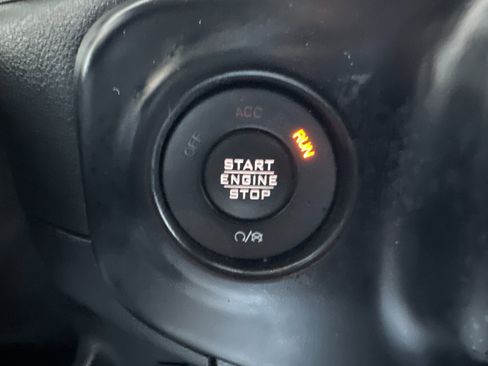 ACC
OFF
RUN
START
ENGINE
STOP